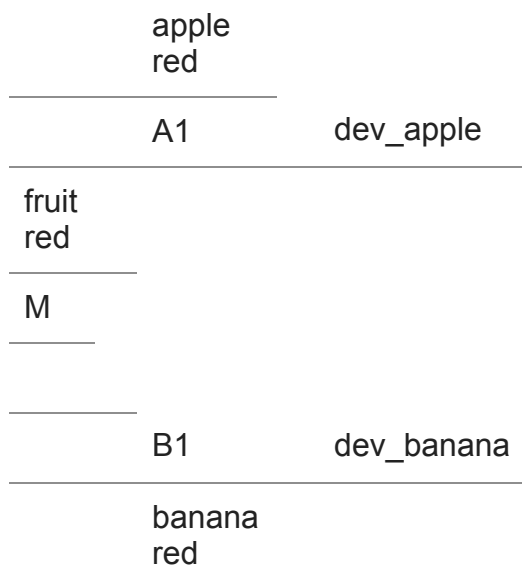 apple
red
A1 dev_apple
fruit
red
M
B1 dev_banana
banana
red